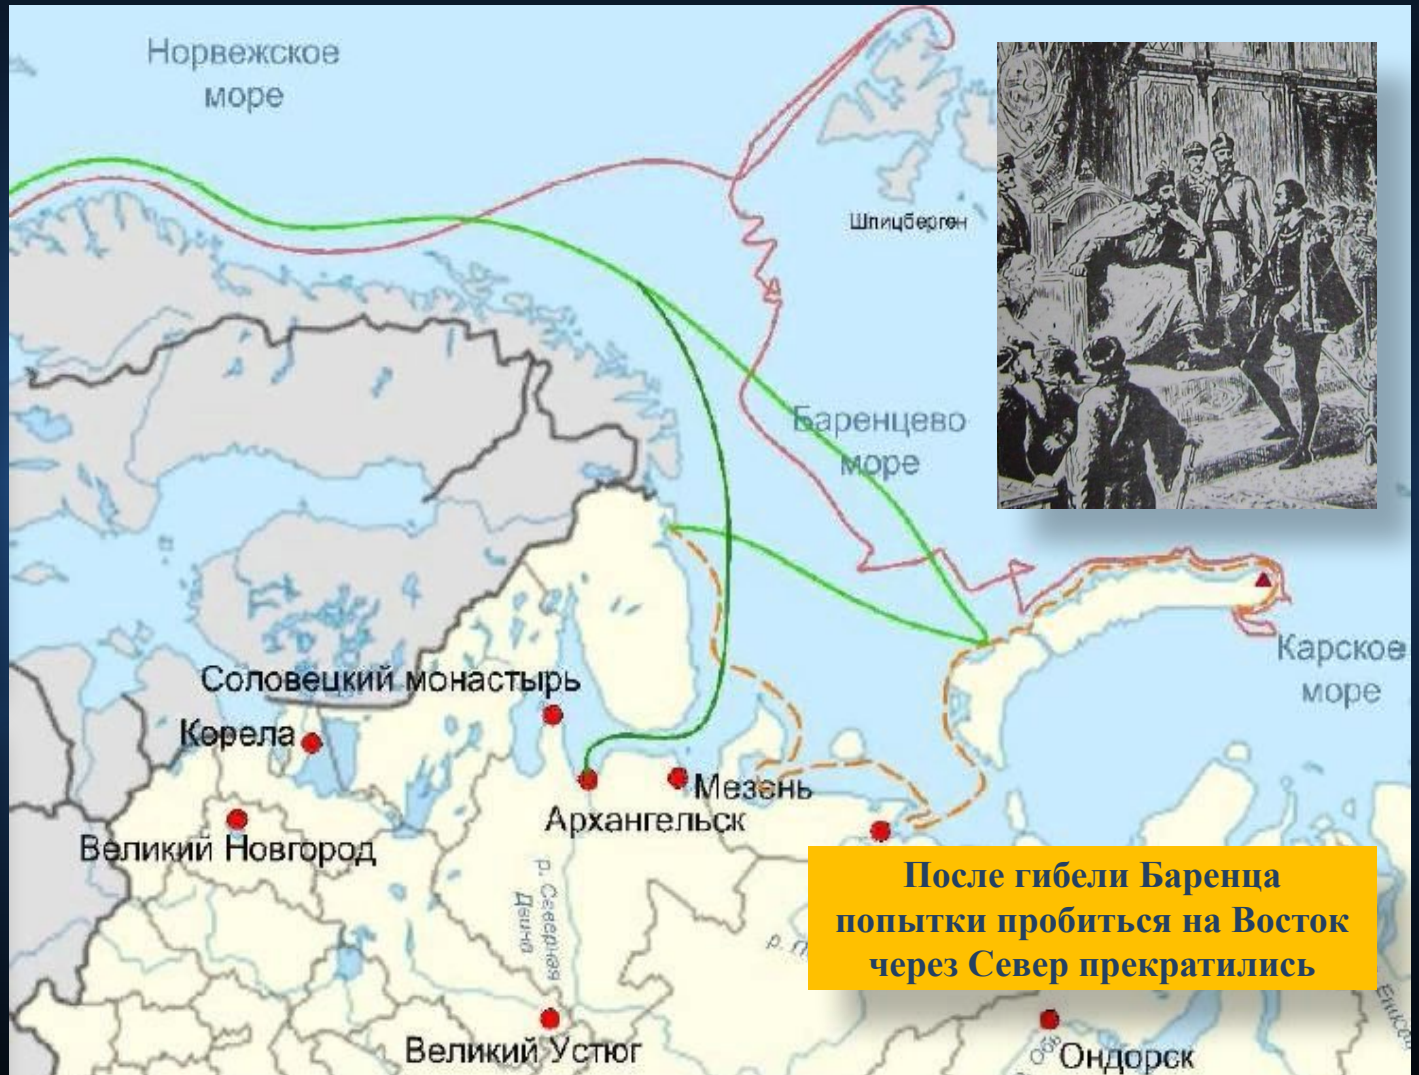 Норвежское
море
Шпицберген
Баренцево
море
Карское
море
Соловецкий монастырь
Корела
Мезень
Архангельск
Великий Новгород
После гибели Баренца
попытки пробиться на Восток
через Север прекратились
р. Северная
Двина
р.
Великий Устюг
Обь
Ондорск